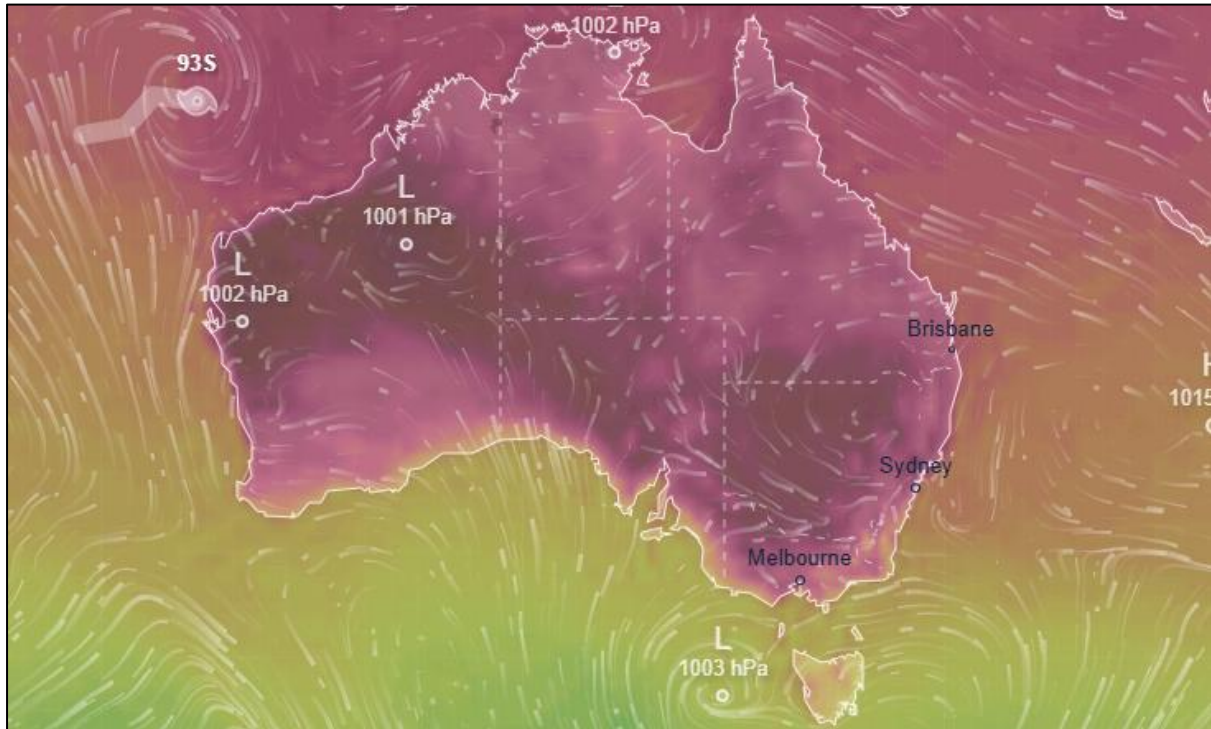 1002 hPa
93S
L
1001 hPa
L
1002 hPa
Brisbane
H
1015
Sydney
Melbourne
L
1003 hPa